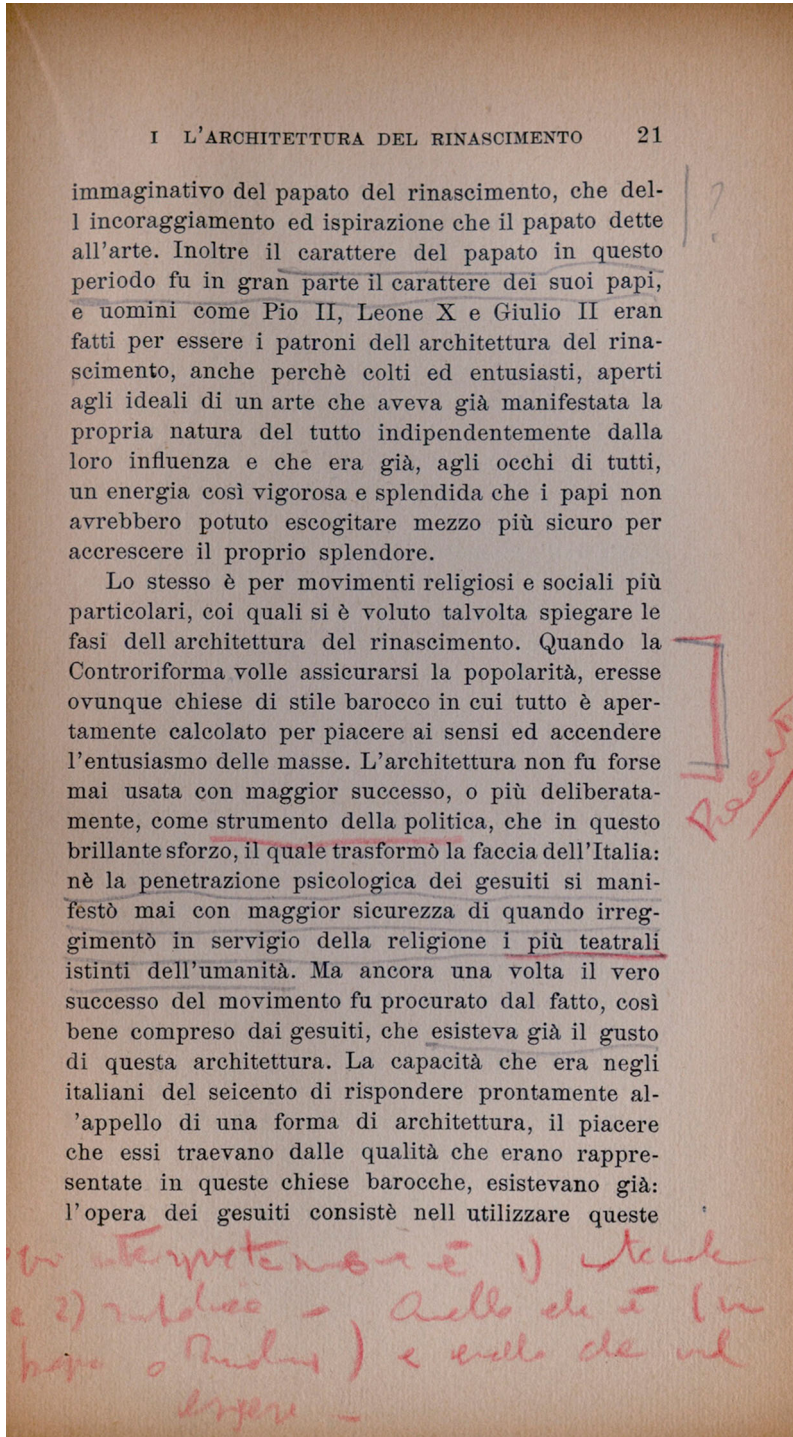 I L'ARCHITETTURA DEL RINASCIMENTO 21
immaginativo del papato del rinascimento, che del-
l incoraggiamento ed ispirazione che il papato dette
all'arte. Inoltre il carattere del papato in questo
periodo fu in gran parte il carattere dei suoi papi,
e uomini come Pio II, Leone X e Giulio II eran
fatti per essere i patroni dell architettura del rina-
scimento, anche perchè colti ed entusiasti, aperti
agli ideali di un arte che aveva già manifestata la
propria natura del tutto indipendentemente dalla
loro influenza e che era già, agli occhi di tutti,
un energia così vigorosa e splendida che i papi non
avrebbero potuto escogitare mezzo più sicuro per
accrescere il proprio splendore.
Lo stesso è per movimenti religiosi e sociali più
particolari, coi quali si è voluto talvolta spiegare le
fasi dell architettura del rinascimento. Quando la
Controriforma volle assicurarsi la popolarità, eresse
ovunque chiese di stile barocco in cui tutto è aper-
tamente calcolato per piacere ai sensi ed accendere
l'entusiasmo delle masse. L'architettura non fu forse
mai usata con maggior successo, o più deliberata-
mente, come strumento della politica, che in questo
brillante sforzo, il quale trasformò la faccia dell'Italia:
nè la penetrazione psicologica dei gesuiti si mani-
festò mai con maggior sicurezza di quando irreg-
gimentò in servigio della religione i più teatrali
istinti dell'umanità. Ma ancora una volta il vero
successo del movimento fu procurato dal fatto, così
bene compreso dai gesuiti, che esisteva già il gusto
di questa architettura. La capacità che era negli
italiani del seicento di rispondere prontamente al-
'appello di una forma di architettura, il piacere
che essi traevano dalle qualità che erano rappre-
sentate in queste chiese barocche, esistevano già:
l'opera dei gesuiti consistè nell utilizzare queste
è 1)
2) Quello che è (
o ) e quello che
essere